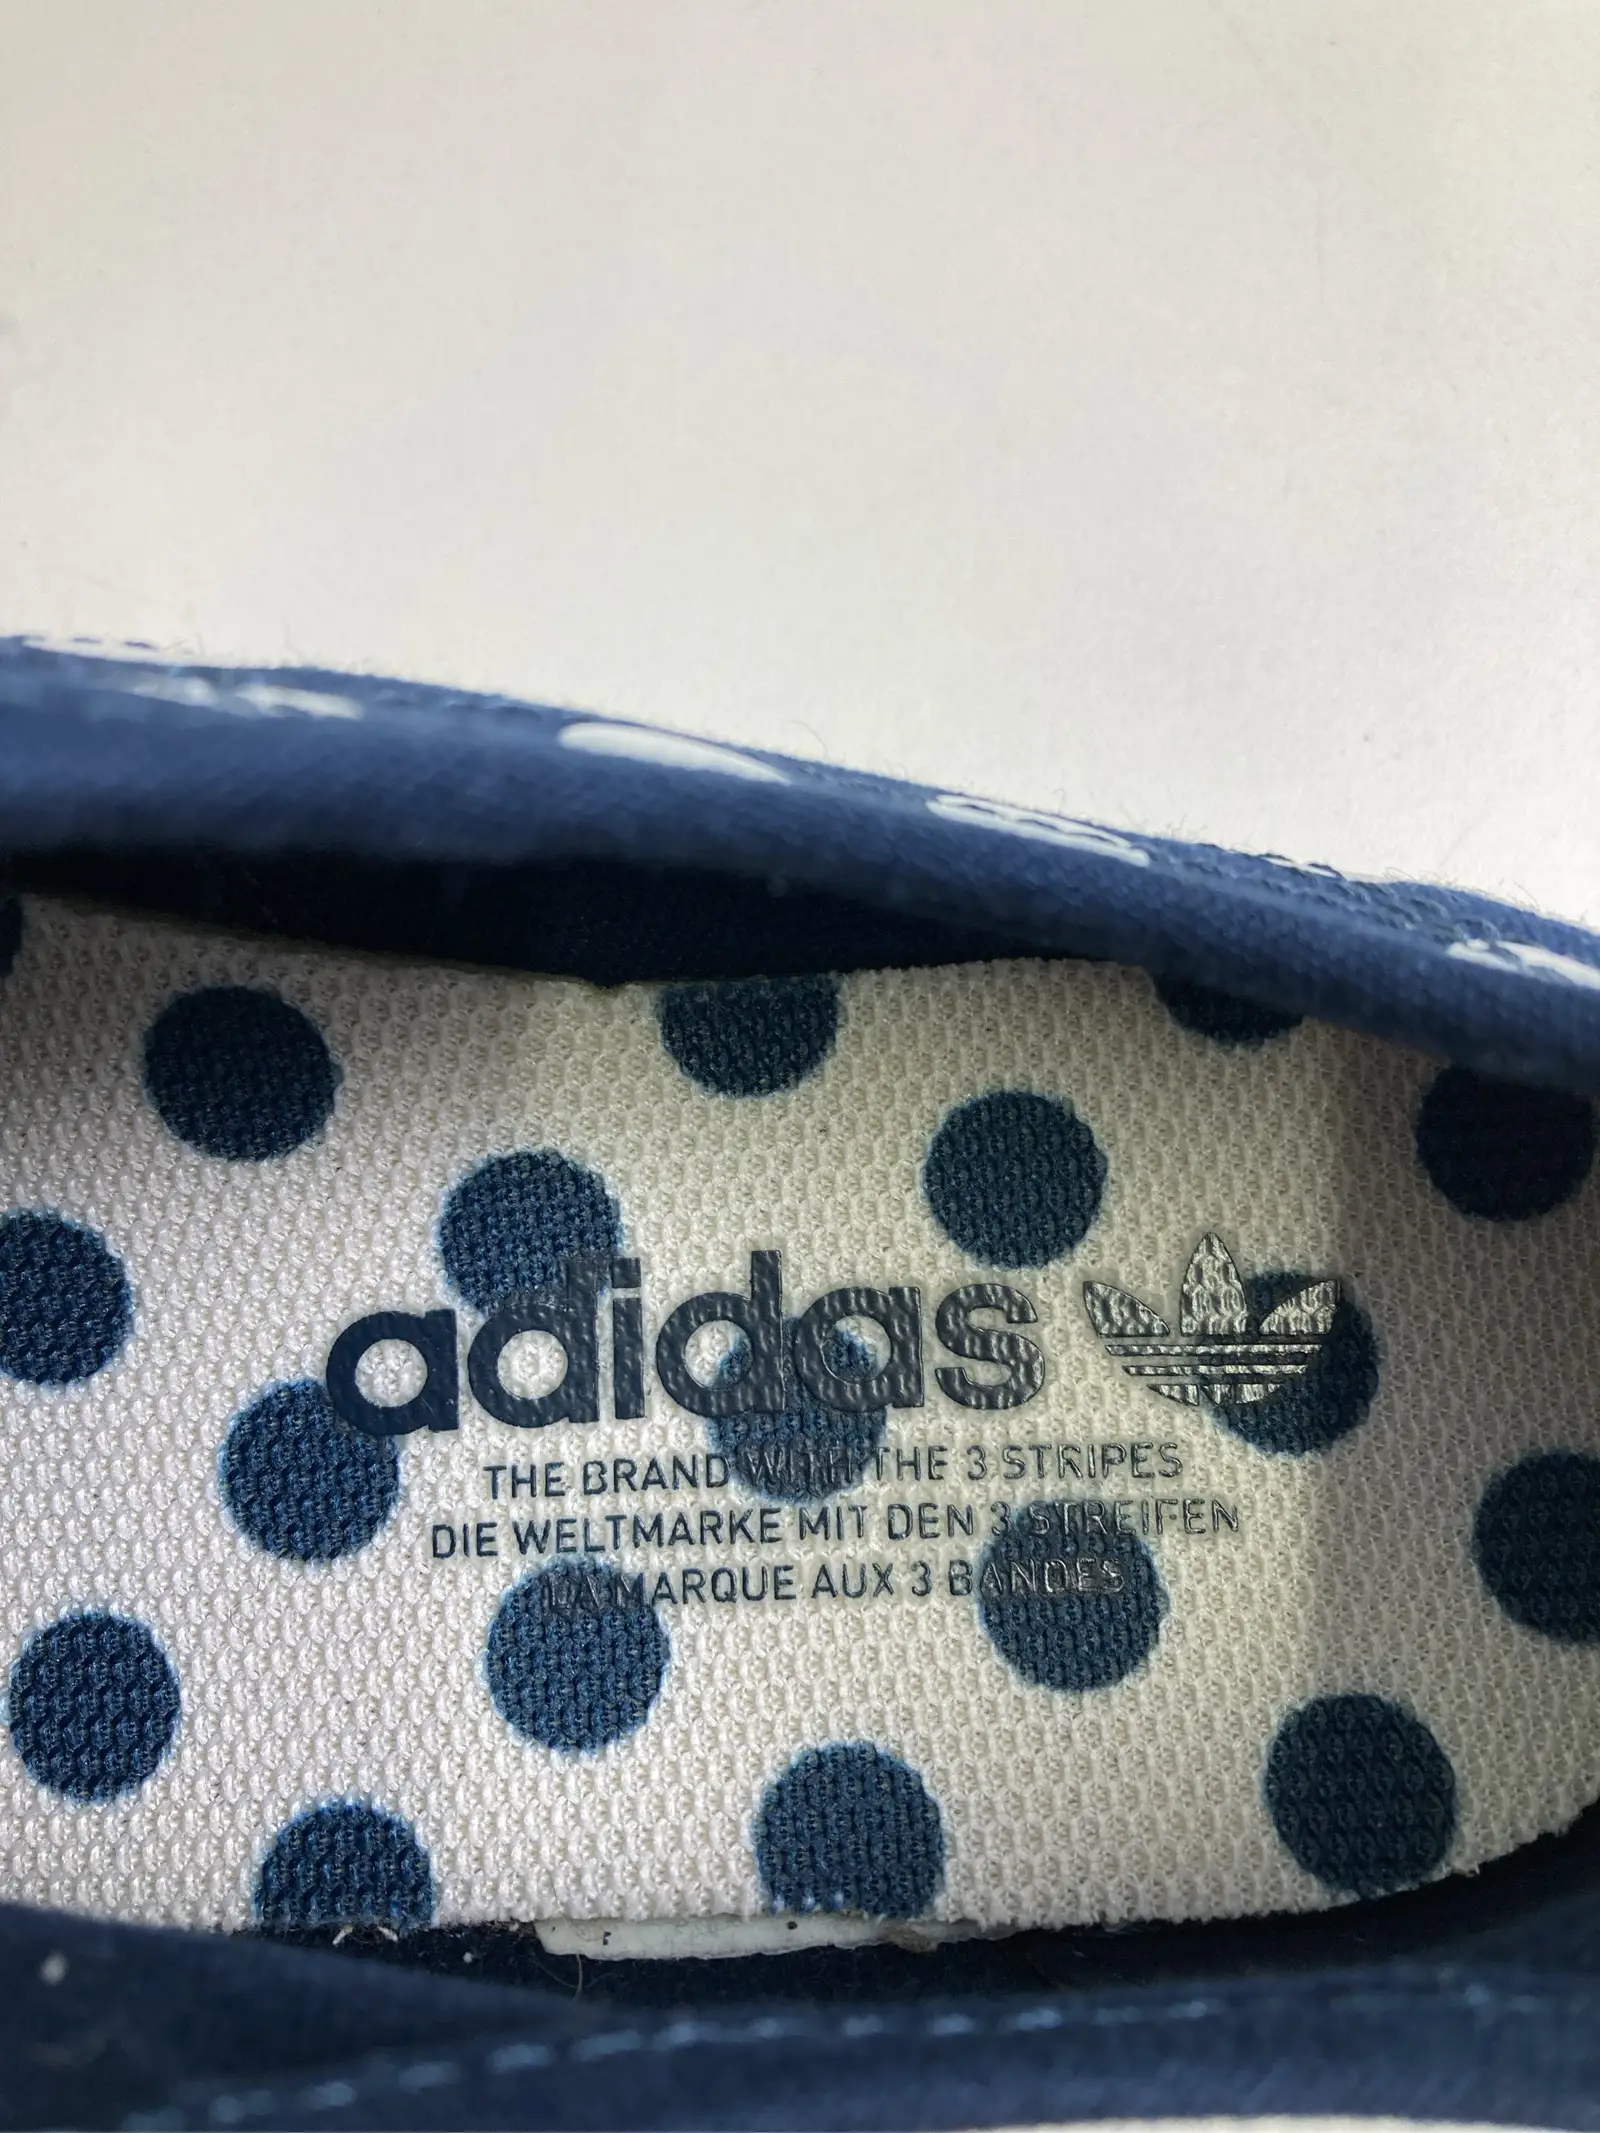 adidas
THE BRAND WITH THE 3 STRIPES
DIE WELTMARKE MIT DEN 3 STREIFEN
LA MARQUE AUX 3 BANDES